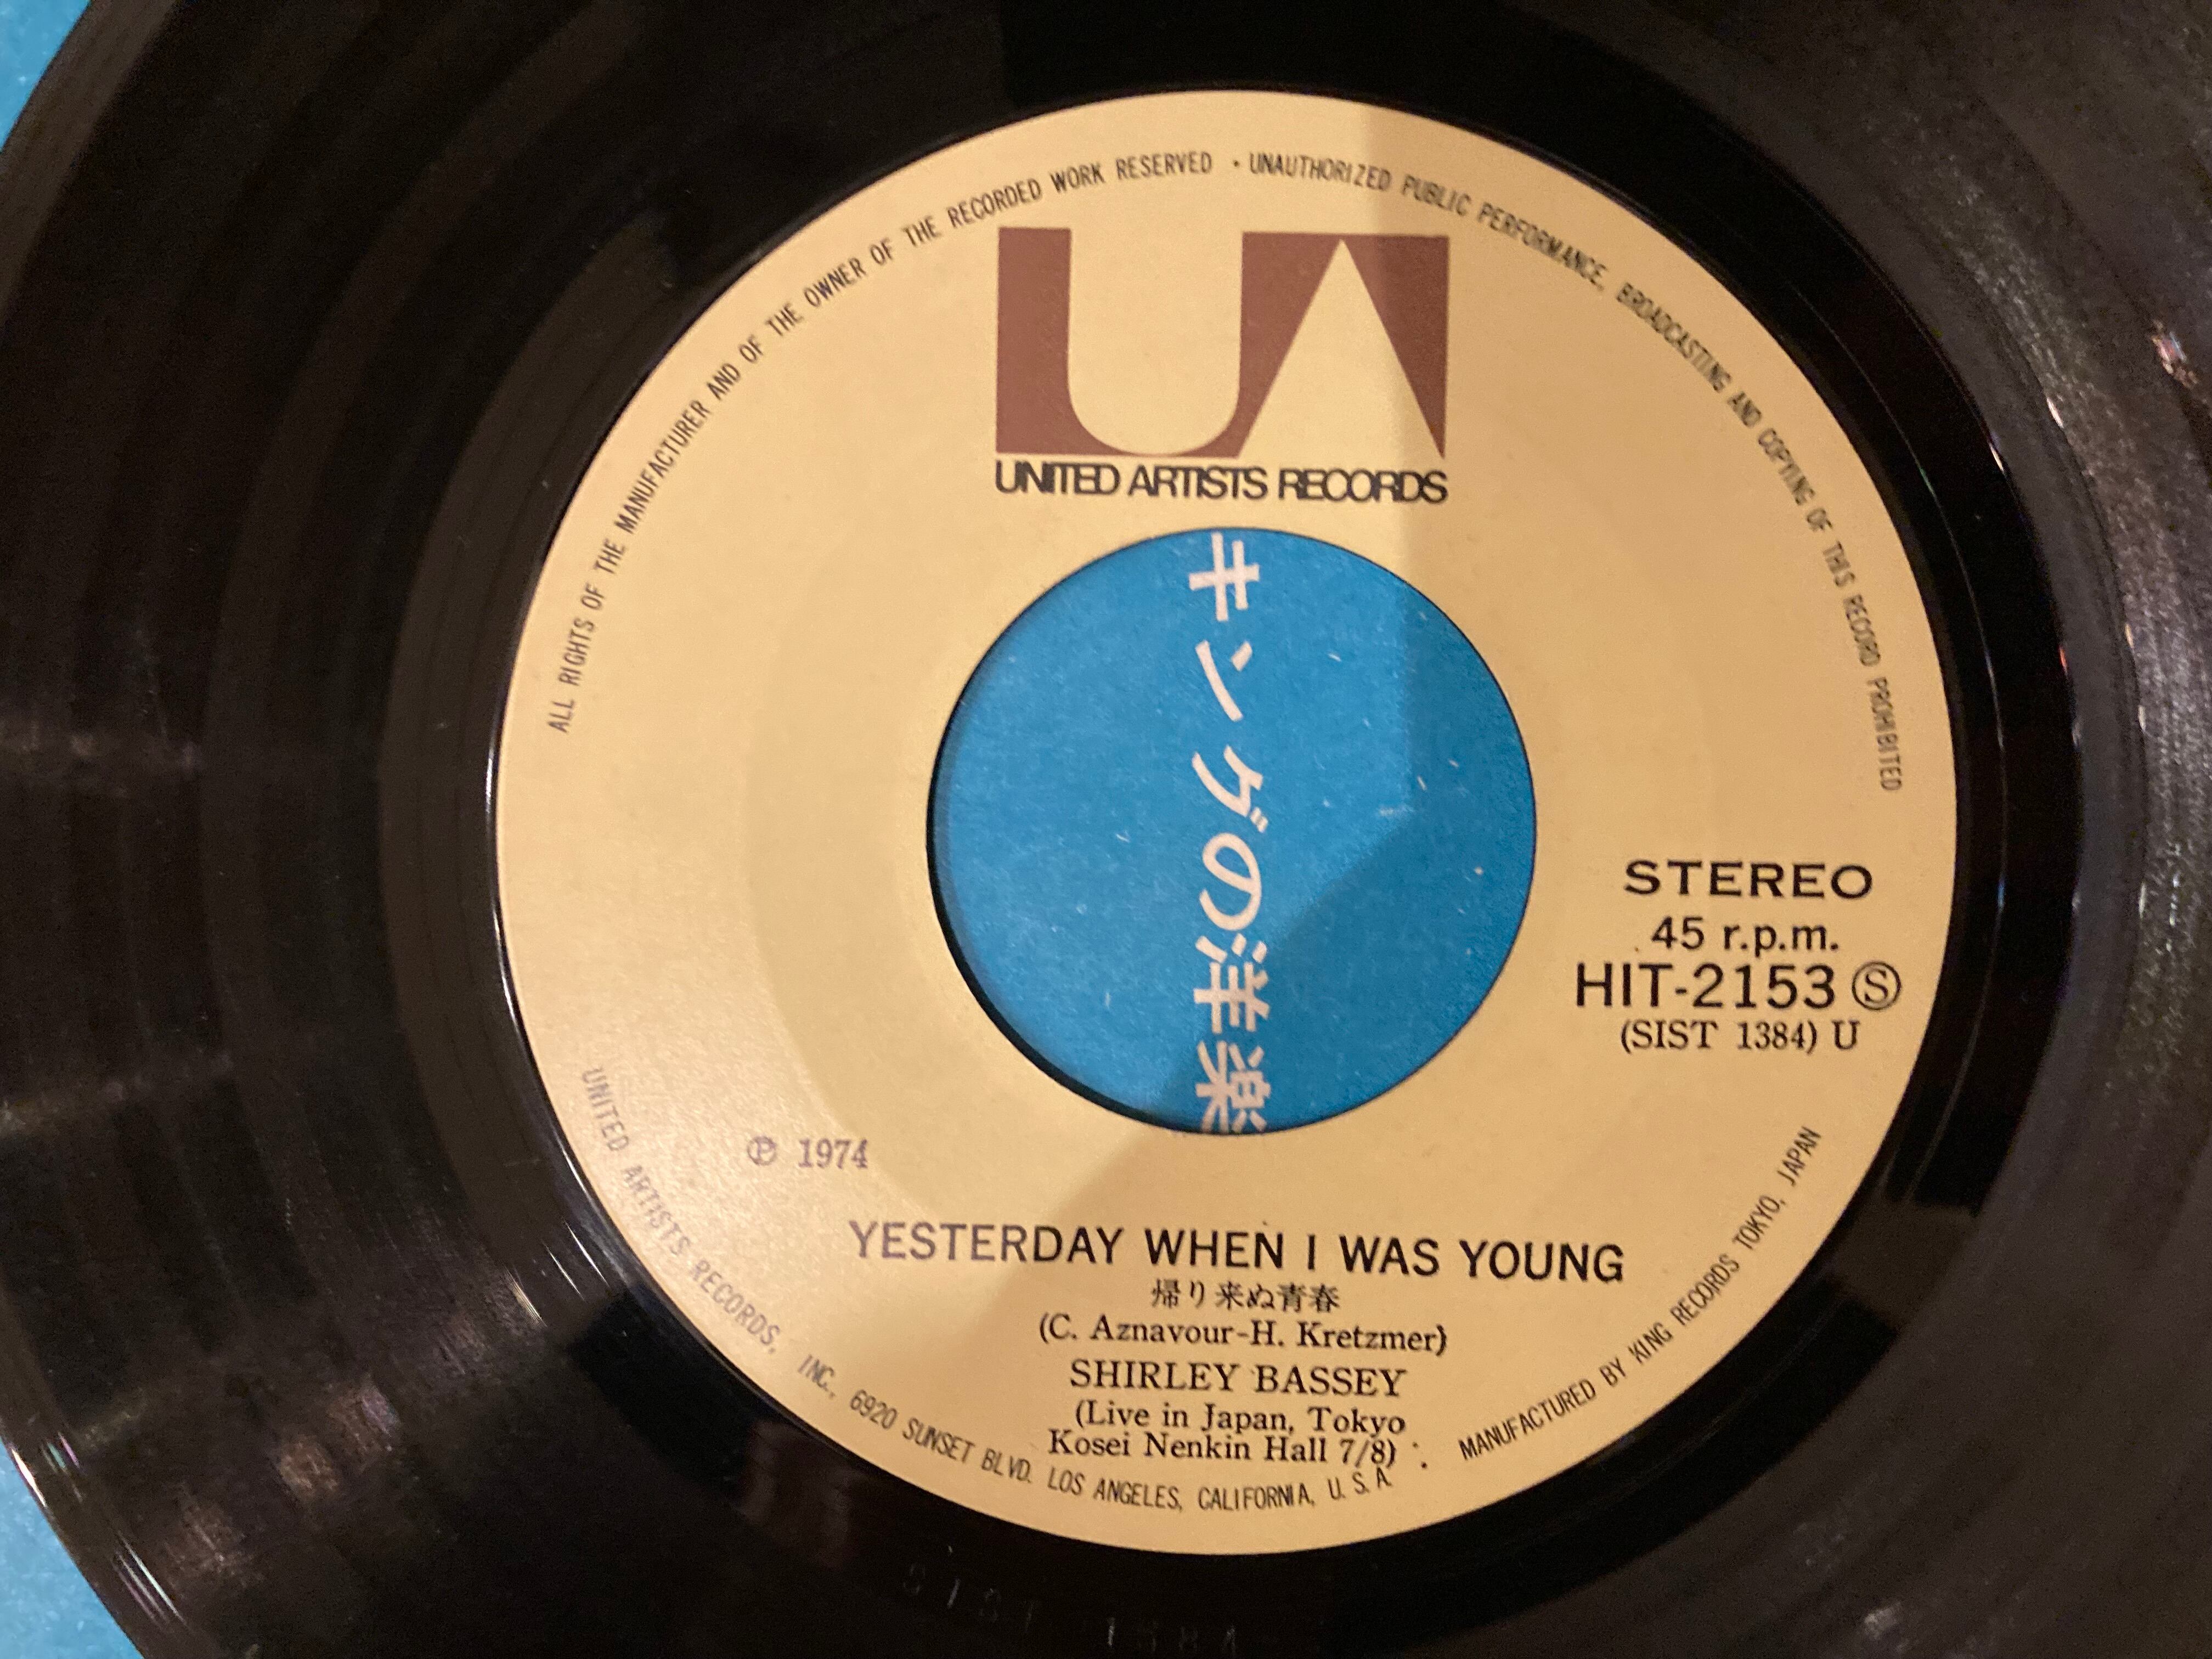 ALL RIGHTS OF THE MANUFACTURER AND OF THE OWNER OF THE RECORDED WORK RESERVED • UNAUTHORIZED PUBLIC PERFORMANCE, BROADCASTING AND COPYING OF THIS RECORD PROHIBITED
UA
UNITED ARTISTS RECORDS
キングの洋楽
STEREO
45 r.p.m.
HIT-2153 Ⓢ
(SIST 1384) U
Ⓟ 1974
YESTERDAY WHEN I WAS YOUNG
帰り来ぬ青春
(C. Aznavour-H. Kretzmer)
SHIRLEY BASSEY
(Live in Japan, Tokyo
Kosei Nenkin Hall 7/8)
UNITED ARTISTS RECORDS, INC., 6920 SUNSET BLVD. LOS ANGELES, CALIFORNIA, U. S. A. : MANUFACTURED BY KING RECORDS TOKYO, JAPAN